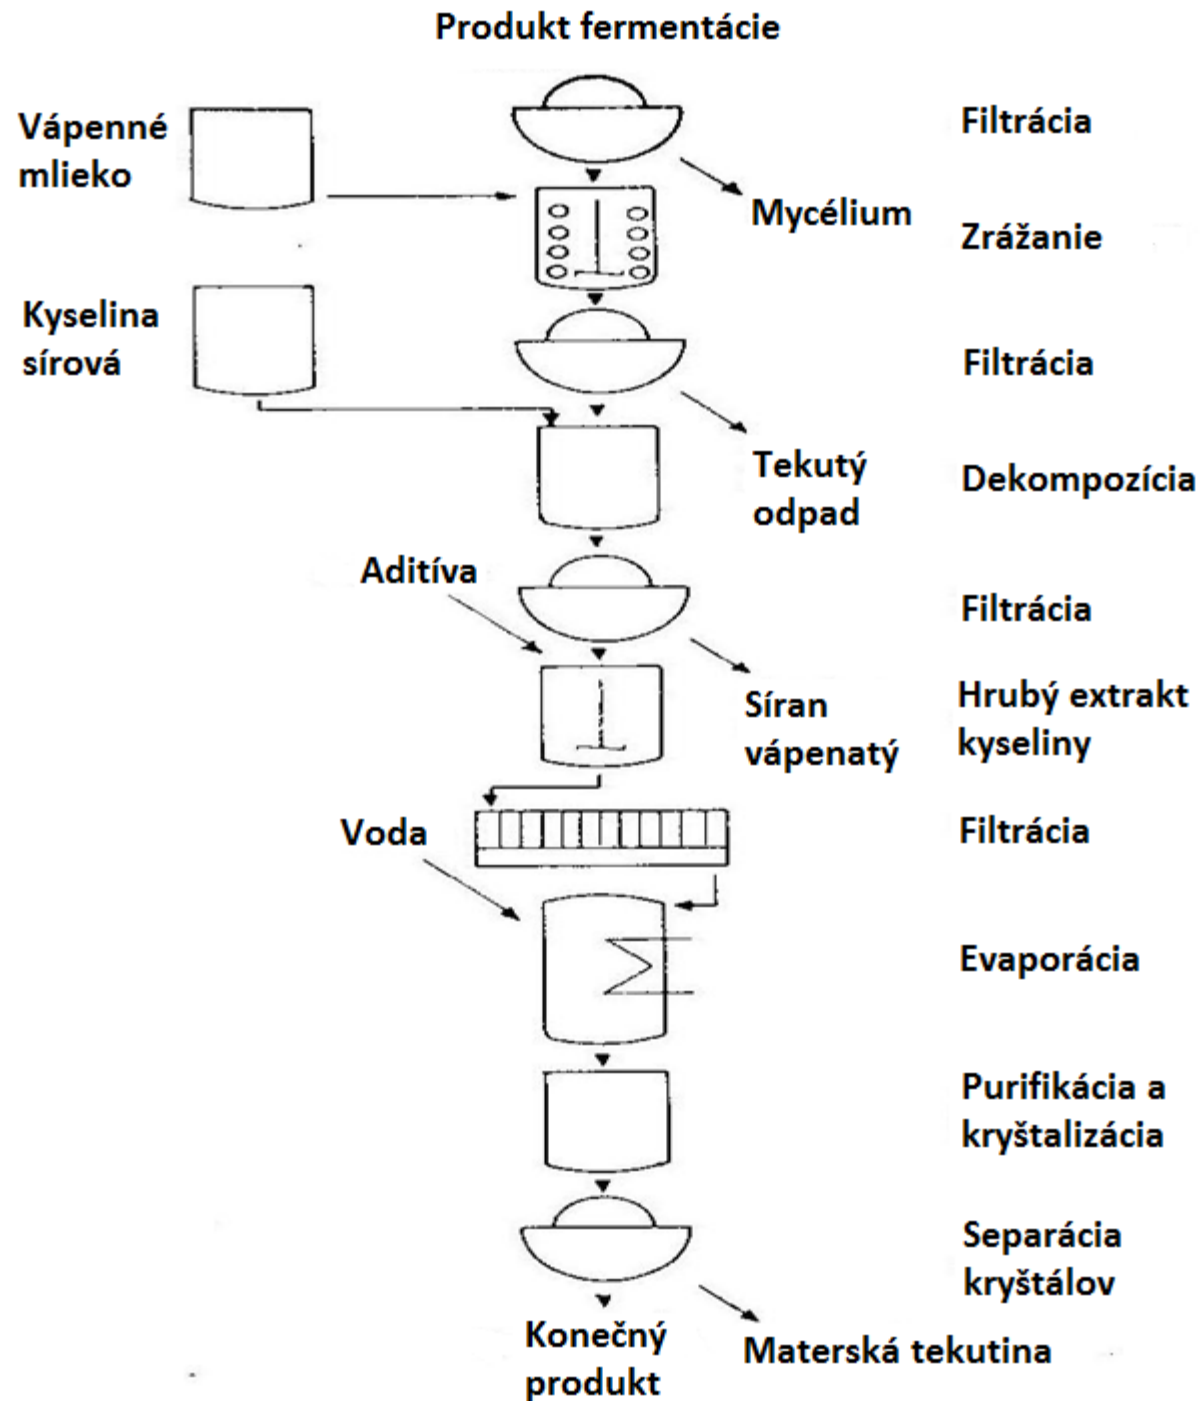 Produkt fermentácie
Vápenné
mlieko
Filtrácia
Mycélium
Zrážanie
Kyselina
sírová
Filtrácia
Tekutý
odpad
Dekompozícia
Aditíva
Filtrácia
Síran
vápenatý
Hrubý extrakt
kyseliny
Voda
Filtrácia
Evaporácia
Purifikácia a
kryštalizácia
Separácia
kryštálov
Konečný
produkt
Materská tekutina